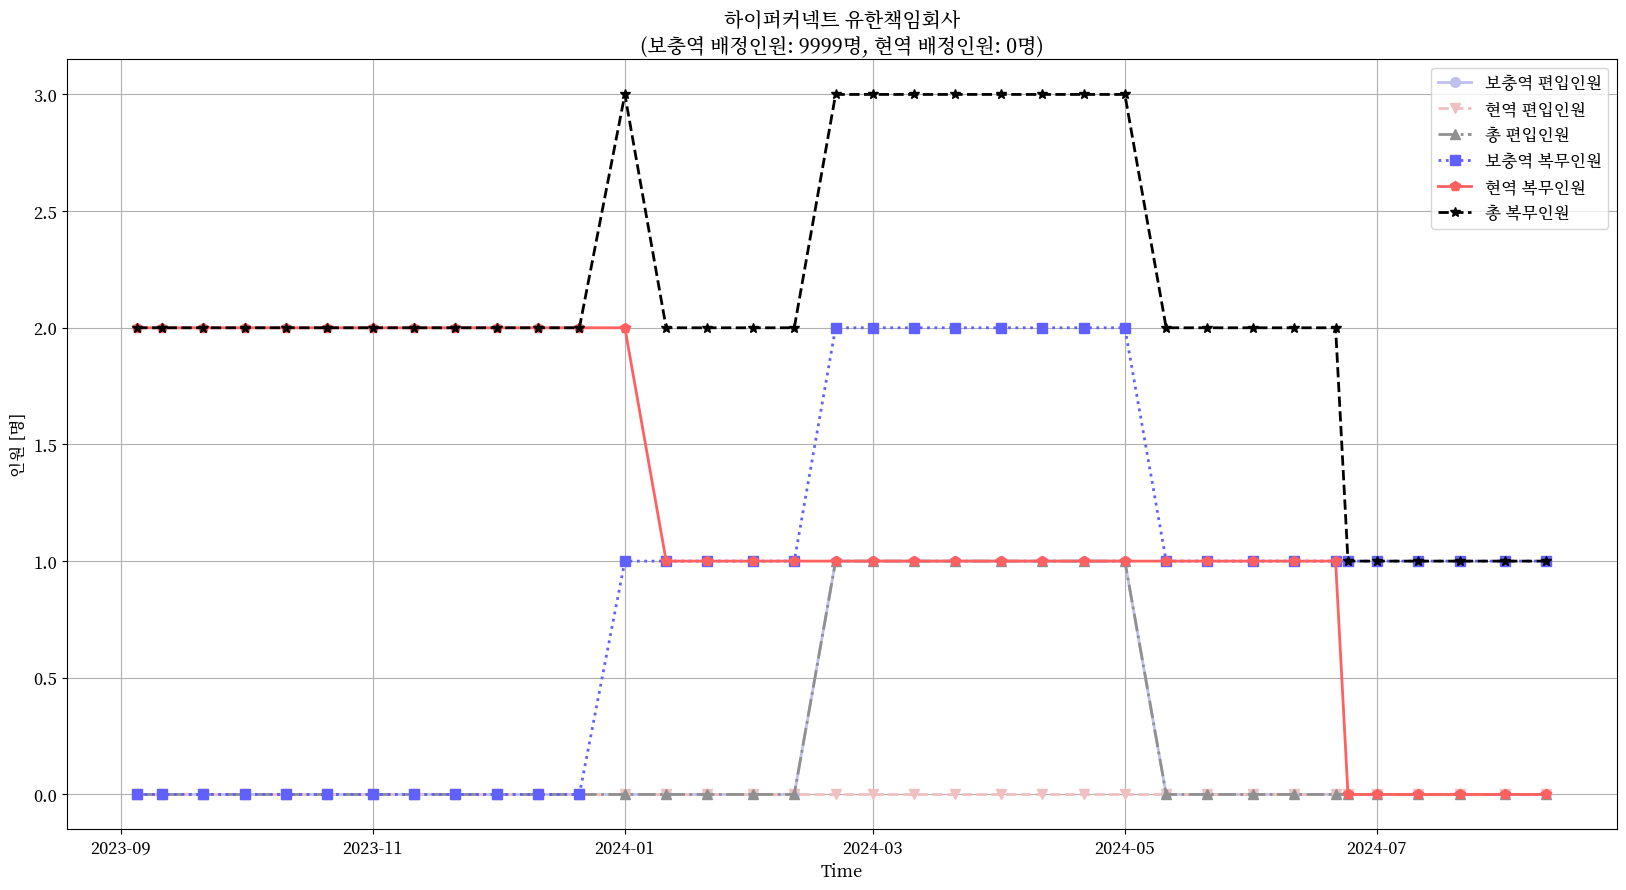 하이퍼커넥트 유한책임회사
(보충역 배정인원: 9999명, 현역 배정인원: 0명)
보충역 편입인원
현역 편입인원
총 편입인원
보충역 복무인원
현역 복무인원
총 복무인원
인원 [명]
3.0
2.5
2.0
1.5
1.0
0.5
0.0
2023-09
2023-11
2024-01
2024-03
2024-05
2024-07
Time